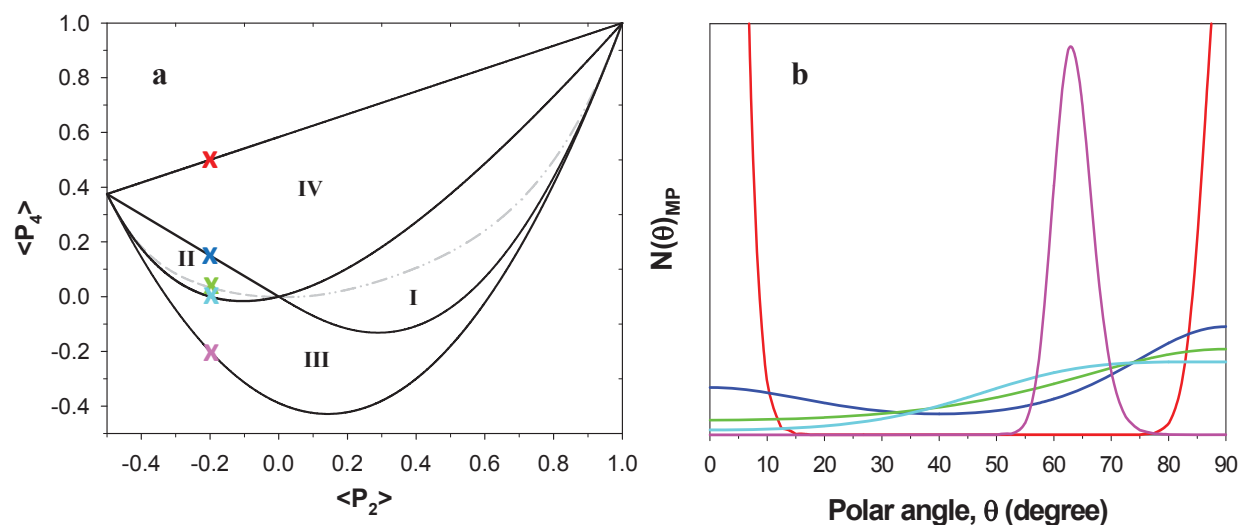 a
1.0
0.8
0.6
0.4
0.2
0.0
-0.2
-0.4
<P4>
IV
II
I
III
-0.4 -0.2 0.0 0.2 0.4 0.6 0.8 1.0
<P2>
b
N(θ)MP
0 10 20 30 40 50 60 70 80 90
Polar angle, θ (degree)